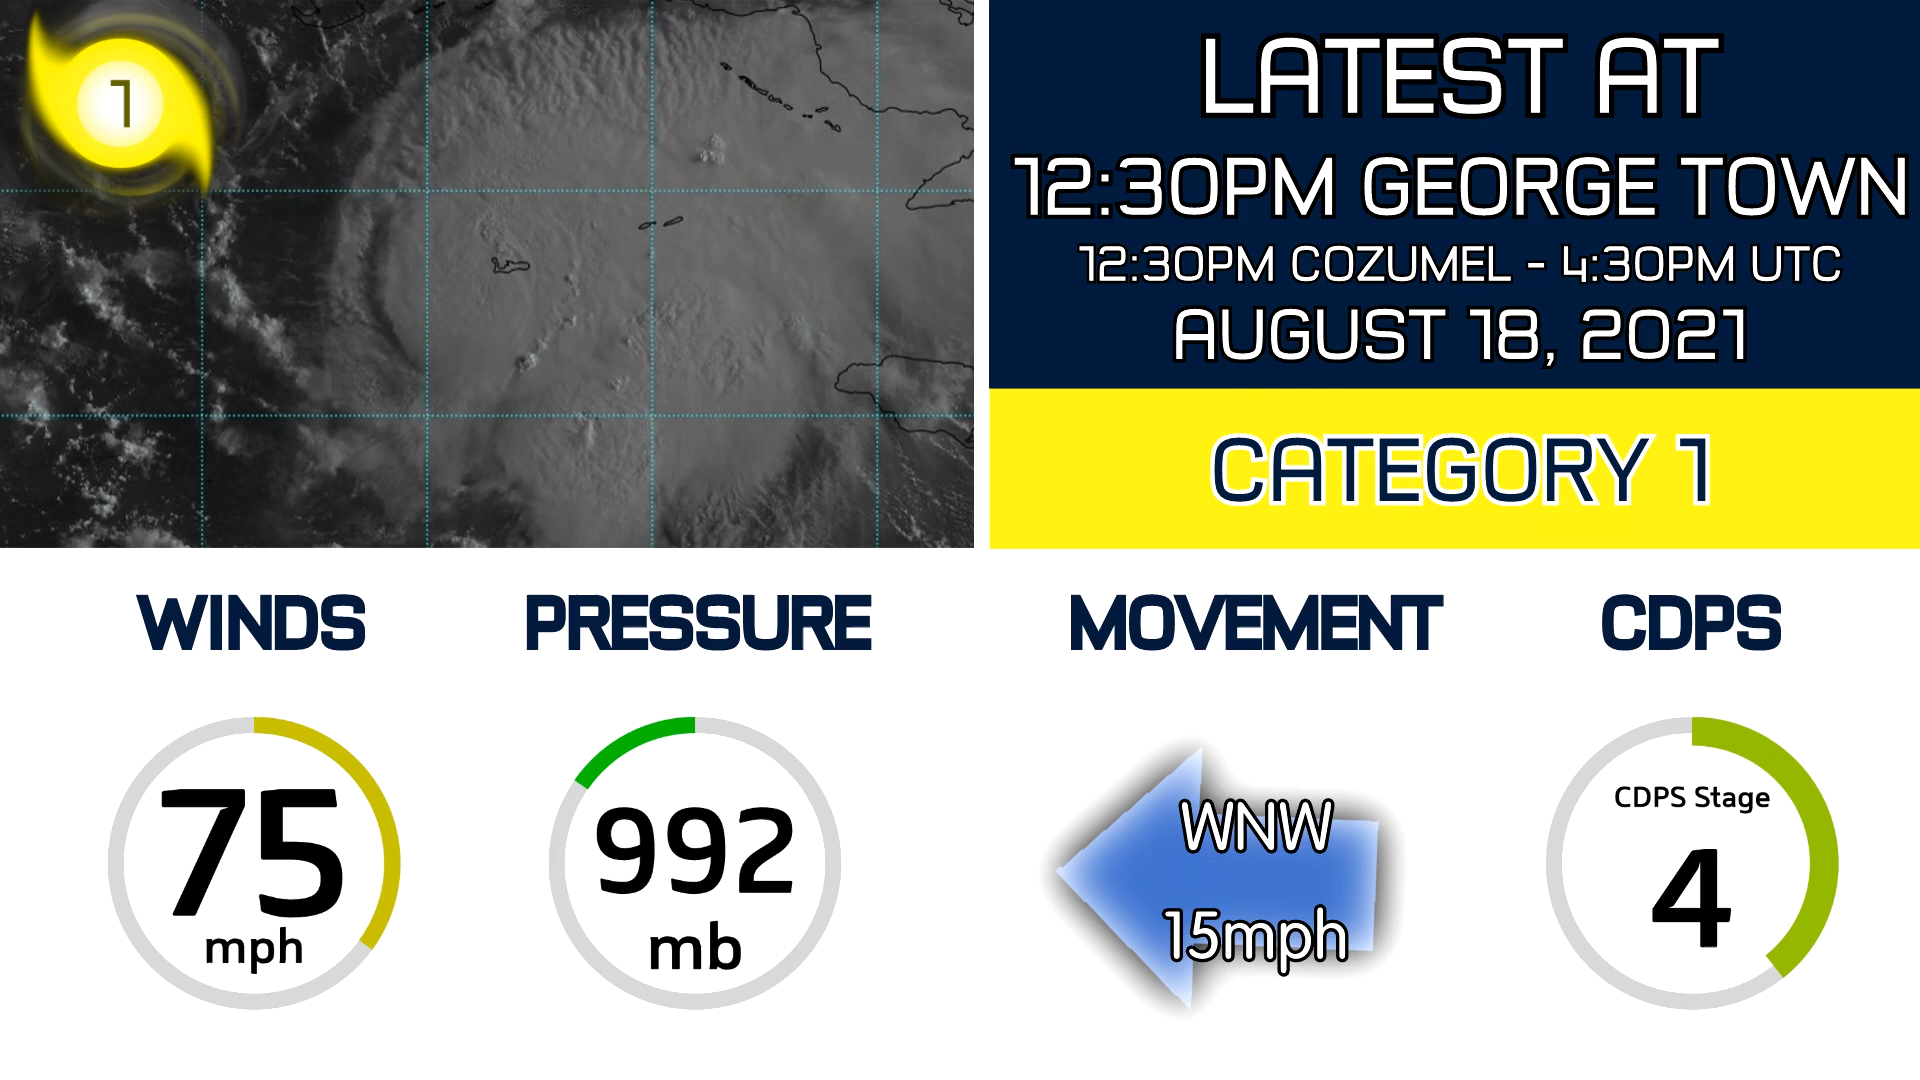 1
LATEST AT
12:30PM GEORGE TOWN
12:30PM COZUMEL - 4:30PM UTC
AUGUST 18, 2021
CATEGORY 1
WINDS
75
mph
PRESSURE
992
mb
MOVEMENT
WNW
15mph
CDPS
CDPS Stage
4